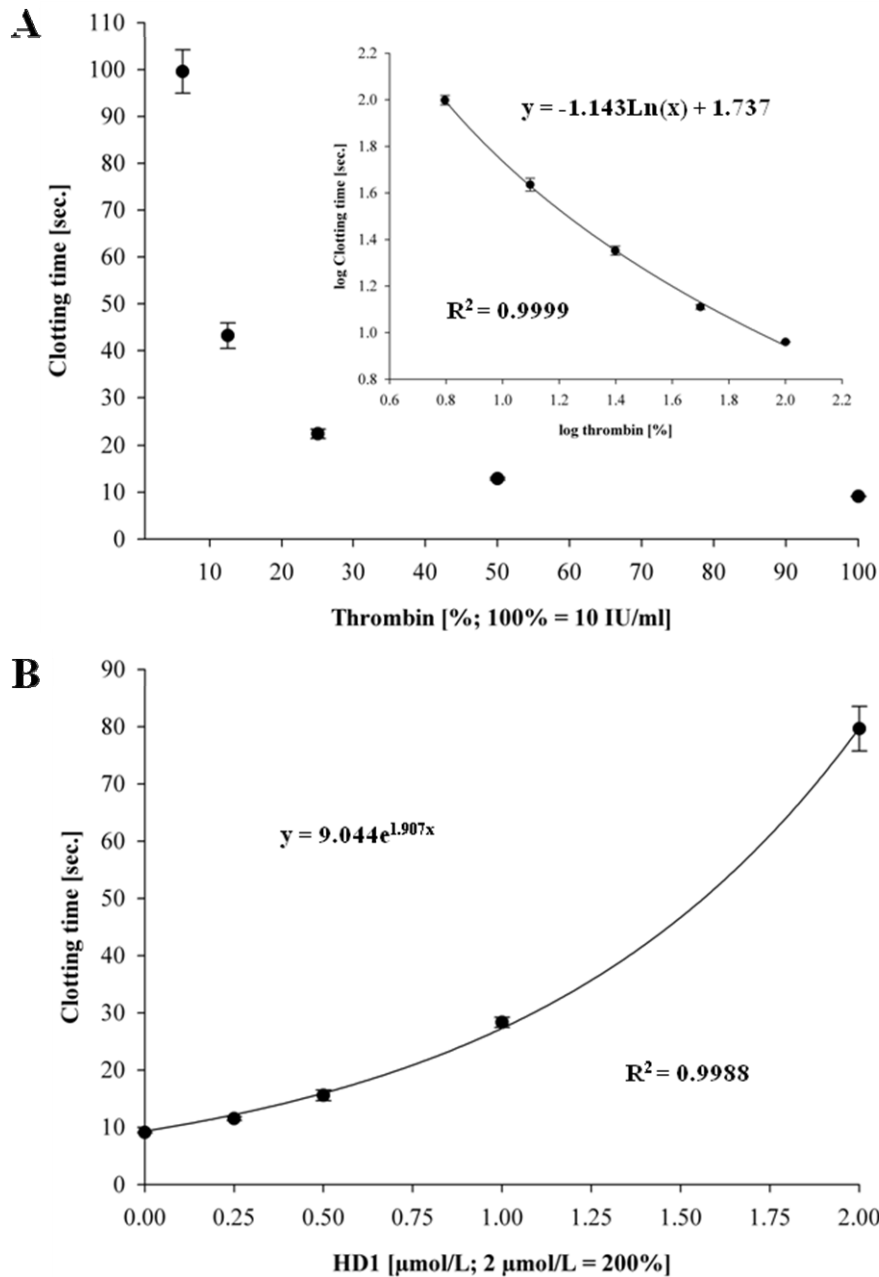 A
110
100
90
80
70
60
50
40
30
20
10
0
Clotting time [sec.]
10 20 30 40 50 60 70 80 90 100
Thrombin [%; 100% = 10 IU/ml]
2.2
2.0
1.8
1.6
1.4
1.2
1.0
0.8
log Clotting time [sec.]
y = -1.143Ln(x) + 1.737
R² = 0.9999
0.6 0.8 1.0 1.2 1.4 1.6 1.8 2.0 2.2
log thrombin [%]
B
90
80
70
60
50
40
30
20
10
0
Clotting time [sec.]
y = 9.044e^1.907x
R² = 0.9988
0.00 0.25 0.50 0.75 1.00 1.25 1.50 1.75 2.00
HD1 [µmol/L; 2 µmol/L = 200%]